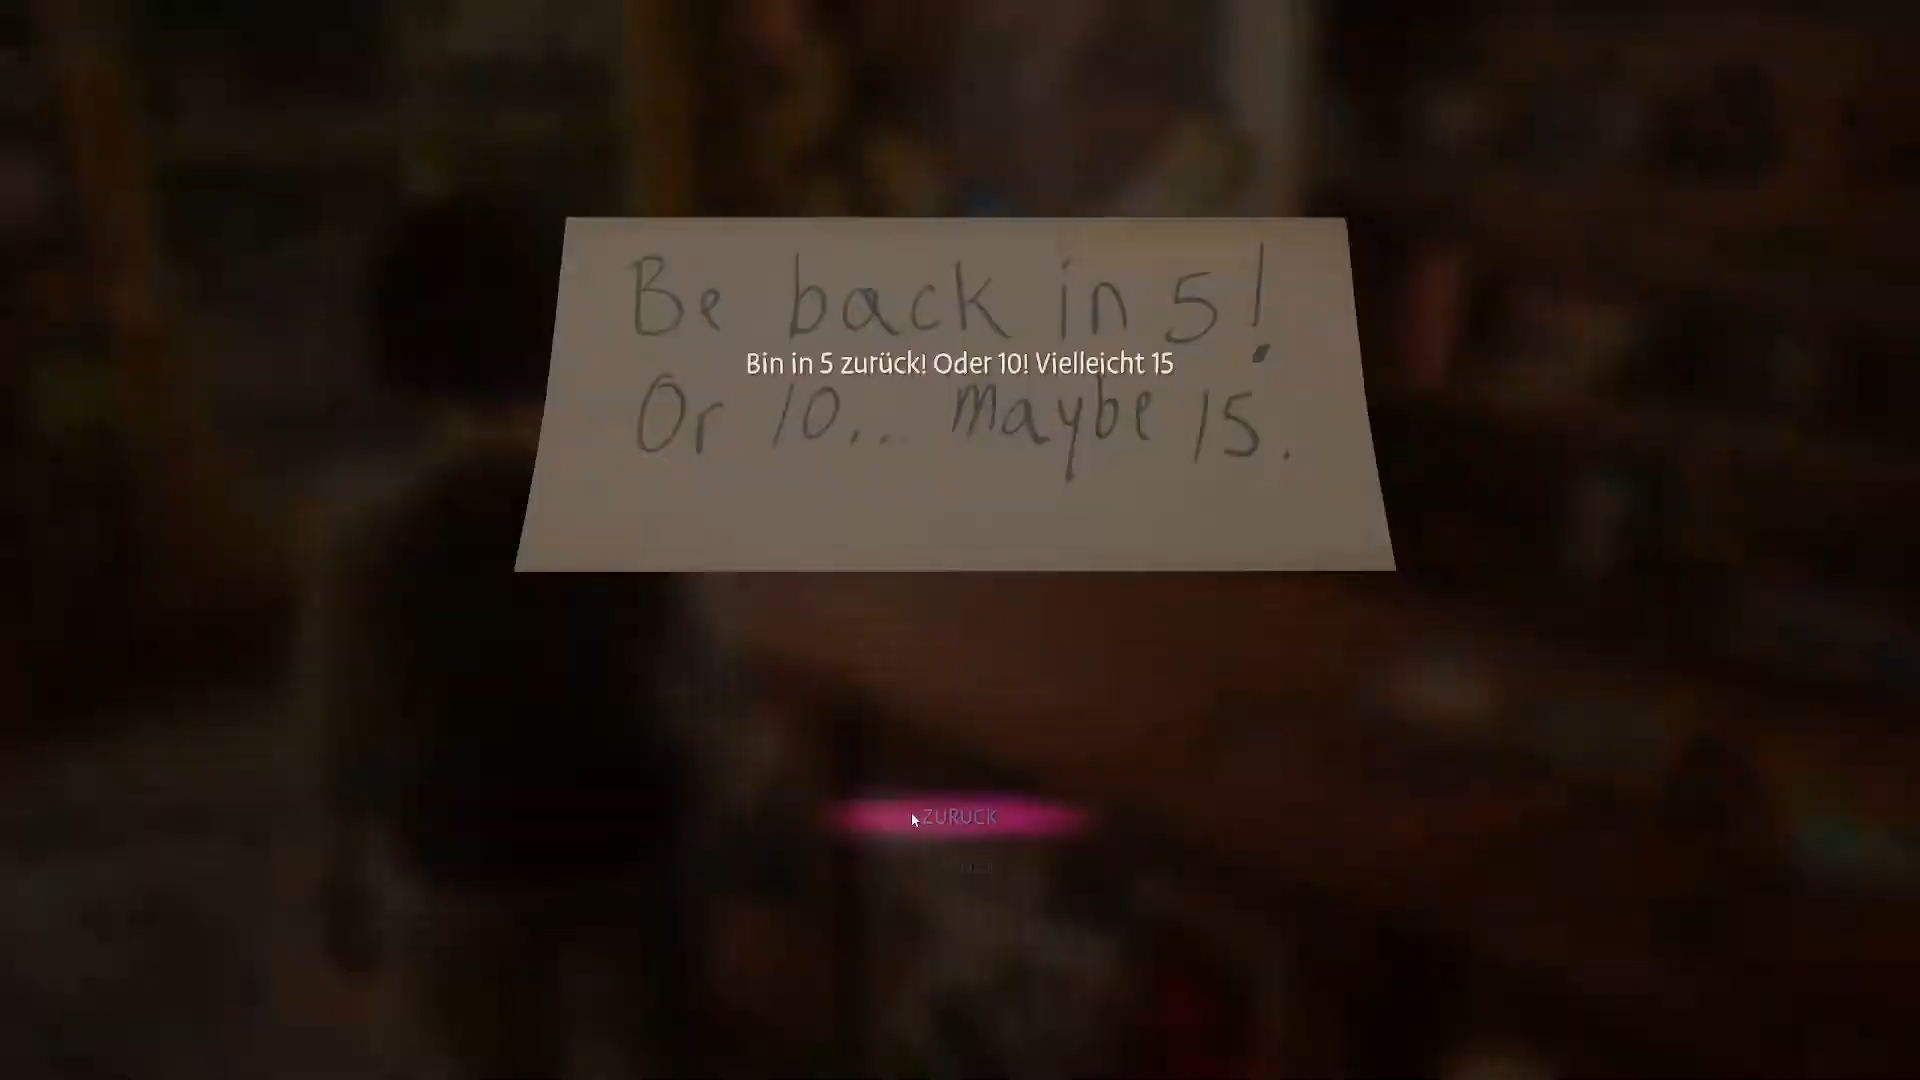 Be back in 5!
Bin in 5 zurück! Oder 10! Vielleicht 15
Or 10... maybe 15.
ZURÜCK